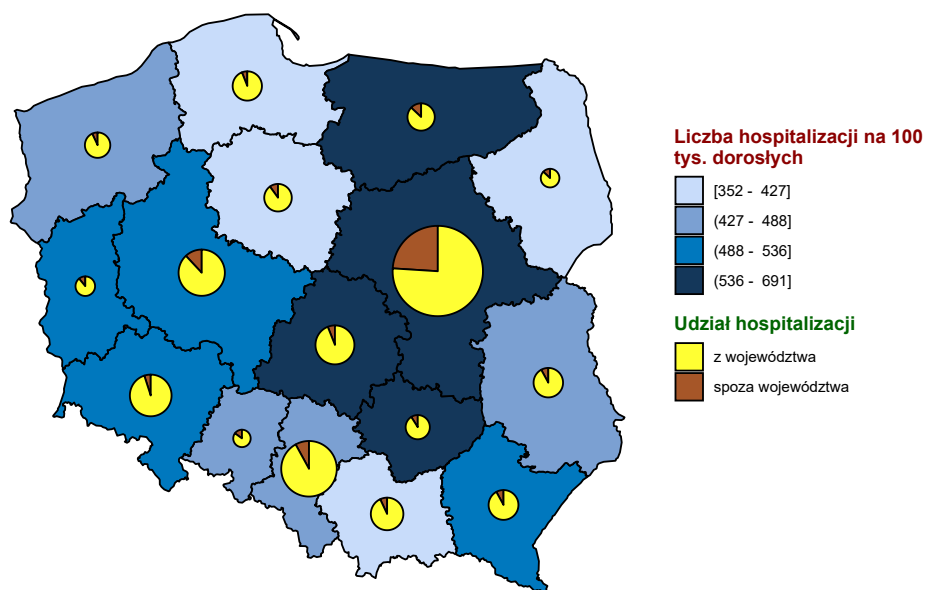 Liczba hospitalizacji na 100
tys. dorosłych
[352 - 427]
(427 - 488]
(488 - 536]
(536 - 691]
Udział hospitalizacji
z województwa
spoza województwa